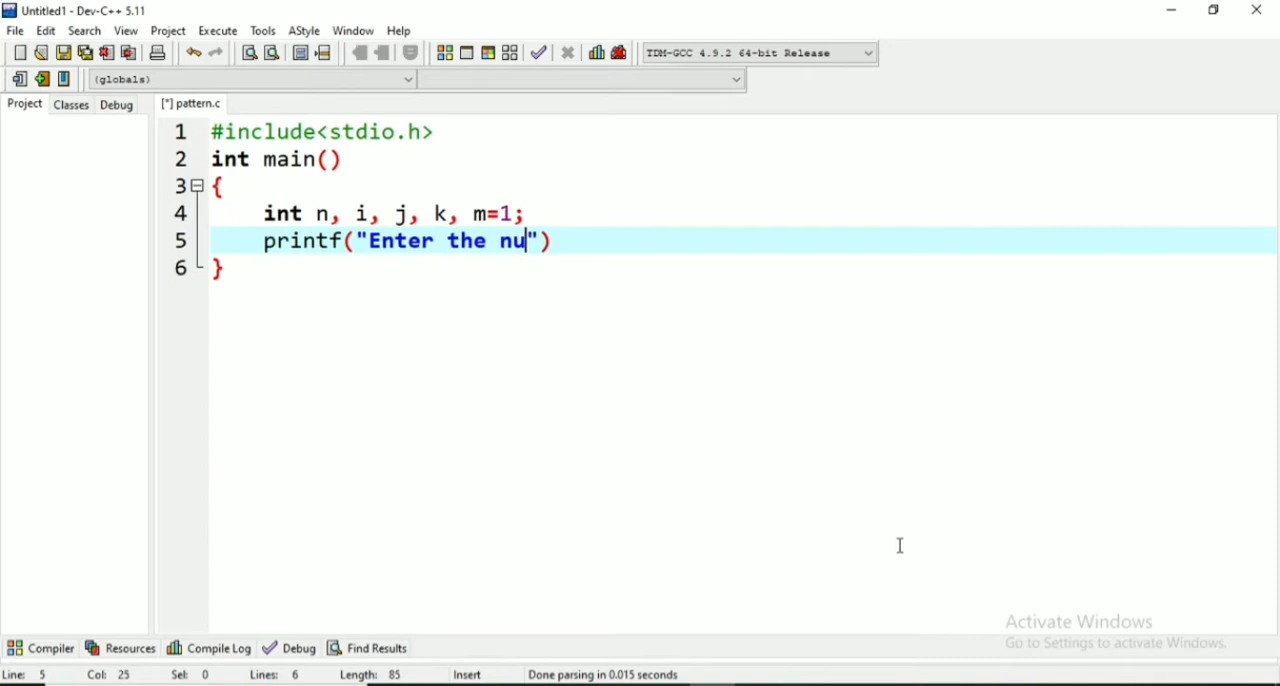 Untitled1 - Dev-C++ 5.11
File Edit Search View Project Execute Tools AStyle Window Help
TDM-GCC 4.9.2 64-bit Release
(globals)
Project Classes Debug [*] pattern.c
1 #include<stdio.h>
2 int main()
3 {
4 int n, i, j, k, m=1;
5 printf("Enter the nu")
6 }
Activate Windows
Go to Settings to activate Windows.
Compiler Resources Compile Log Debug Find Results
Line: 5 Col: 25 Sel: 0 Lines: 6 Length: 85 Insert Done parsing in 0.015 seconds